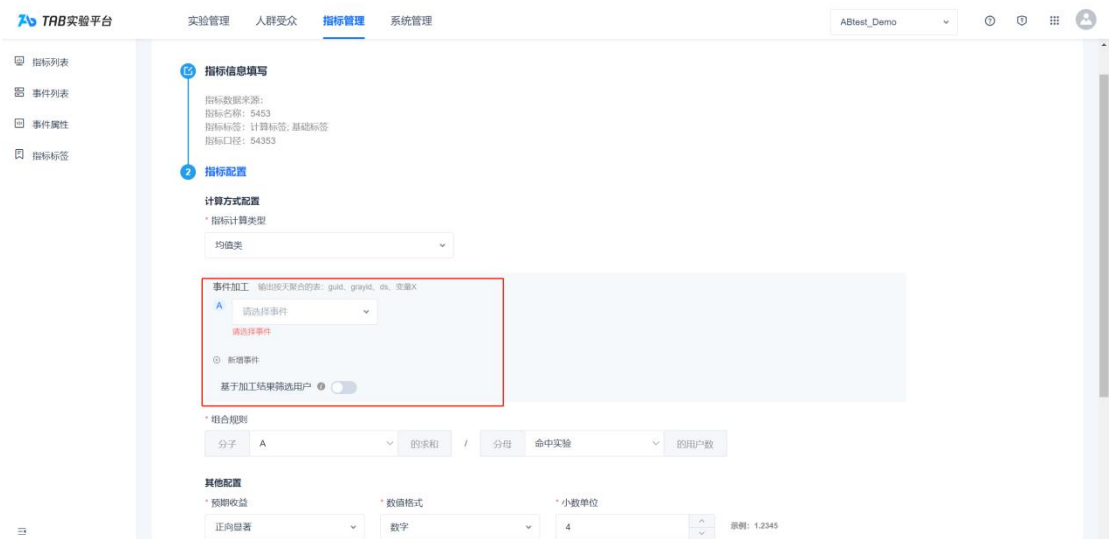 TAB实验平台 实验管理 人群受众 指标管理 系统管理 ABtest_Demo
指标列表
事件列表
事件属性
指标标签
指标信息填写
指标数据来源：
指标名称：5453
指标标签：计算标签; 基础标签
指标口径：54353
2 指标配置
计算方式配置
* 指标计算类型
均值类
事件加工 输出按天聚合的表：guid、grayid、ds、变量X
A 请选择事件
请选择事件
新增事件
基于加工结果筛选用户
* 组合规则
分子 A 的求和 / 分母 命中实验 的用户数
其他配置
* 预期收益 * 数值格式 * 小数单位
正向显著 数字 4 示例：1.2345